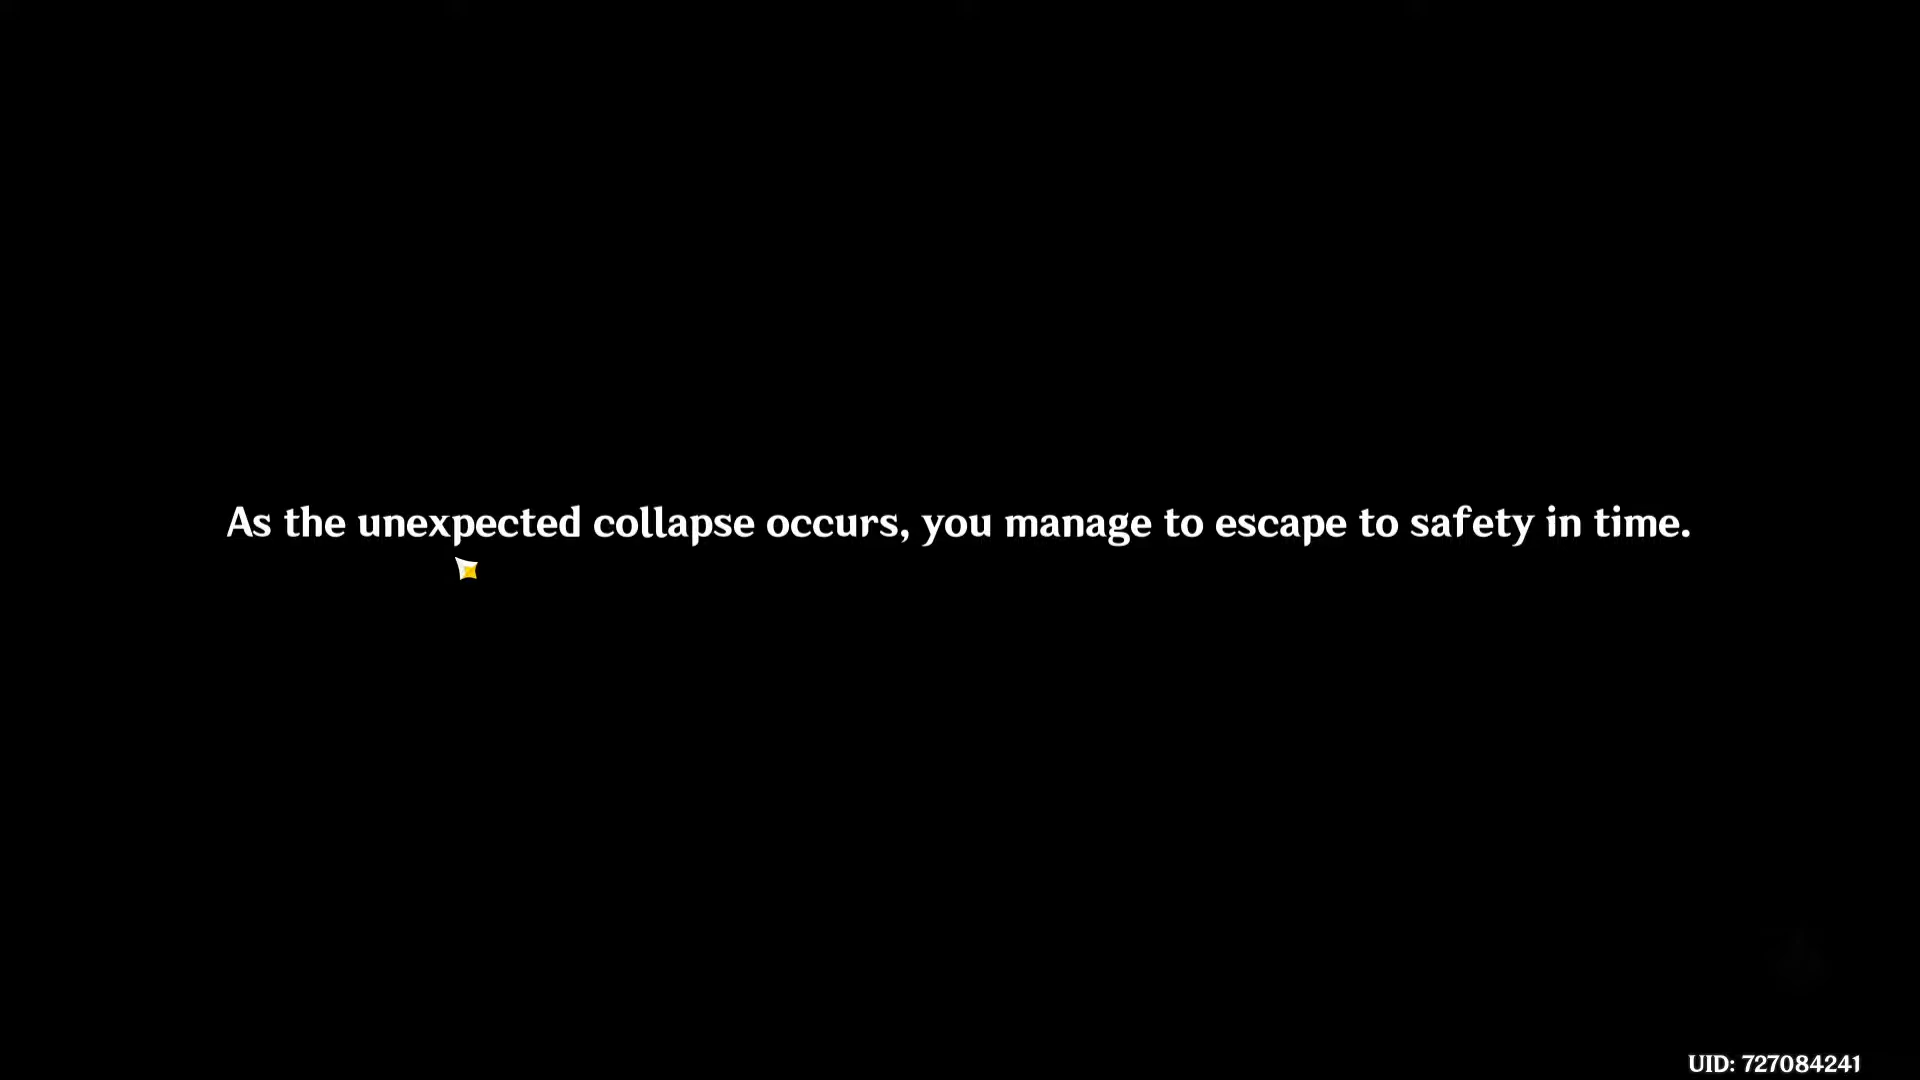 As the unexpected collapse occurs, you manage to escape to safety in time.
UID: 727084241